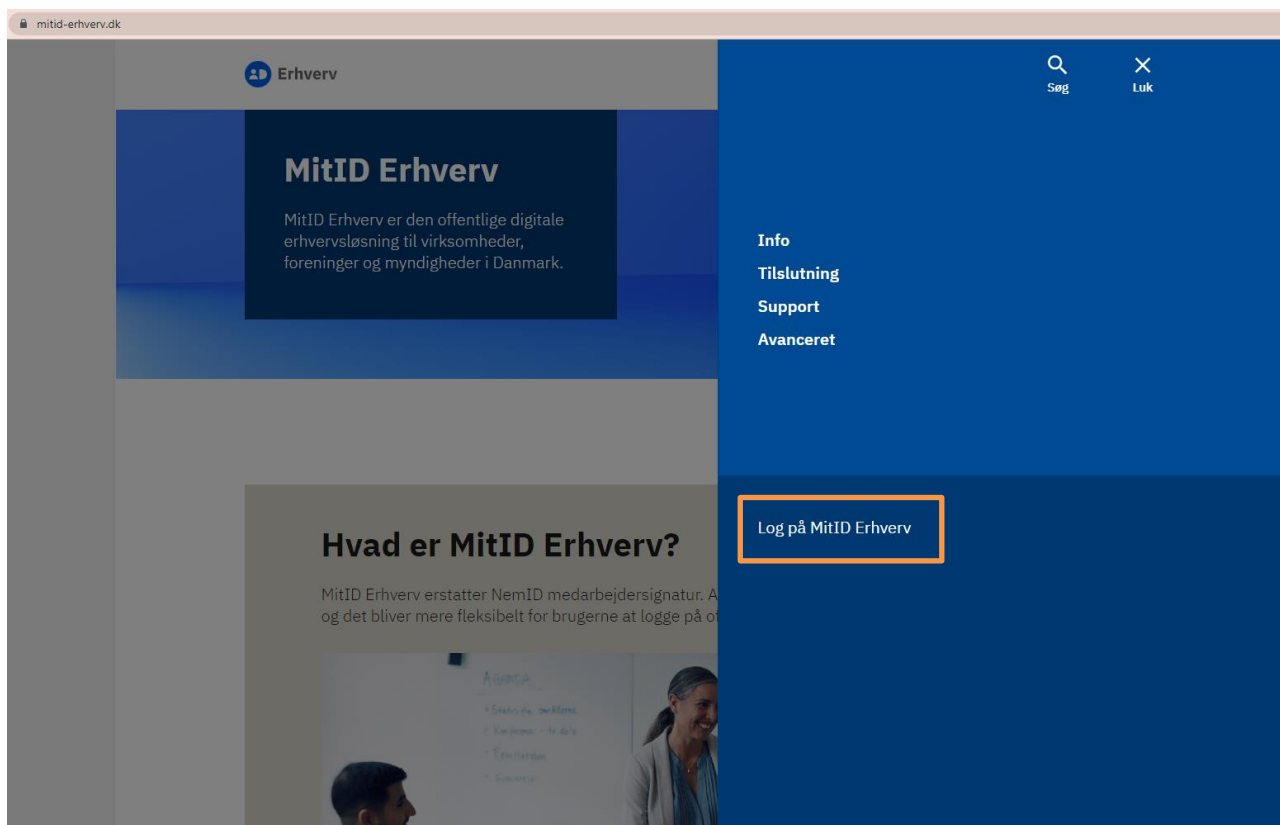 mitid-erhverv.dk
Erhverv
Søg
Luk
MitID Erhverv
MitID Erhverv er den offentlige digitale
erhvervsløsning til virksomheder,
foreninger og myndigheder i Danmark.
Info
Tilslutning
Support
Avanceret
Log på MitID Erhverv
Hvad er MitID Erhverv?
MitID Erhverv erstatter NemID medarbejdersignatur. A
og det bliver mere fleksibelt for brugerne at logge på of
AGENDA